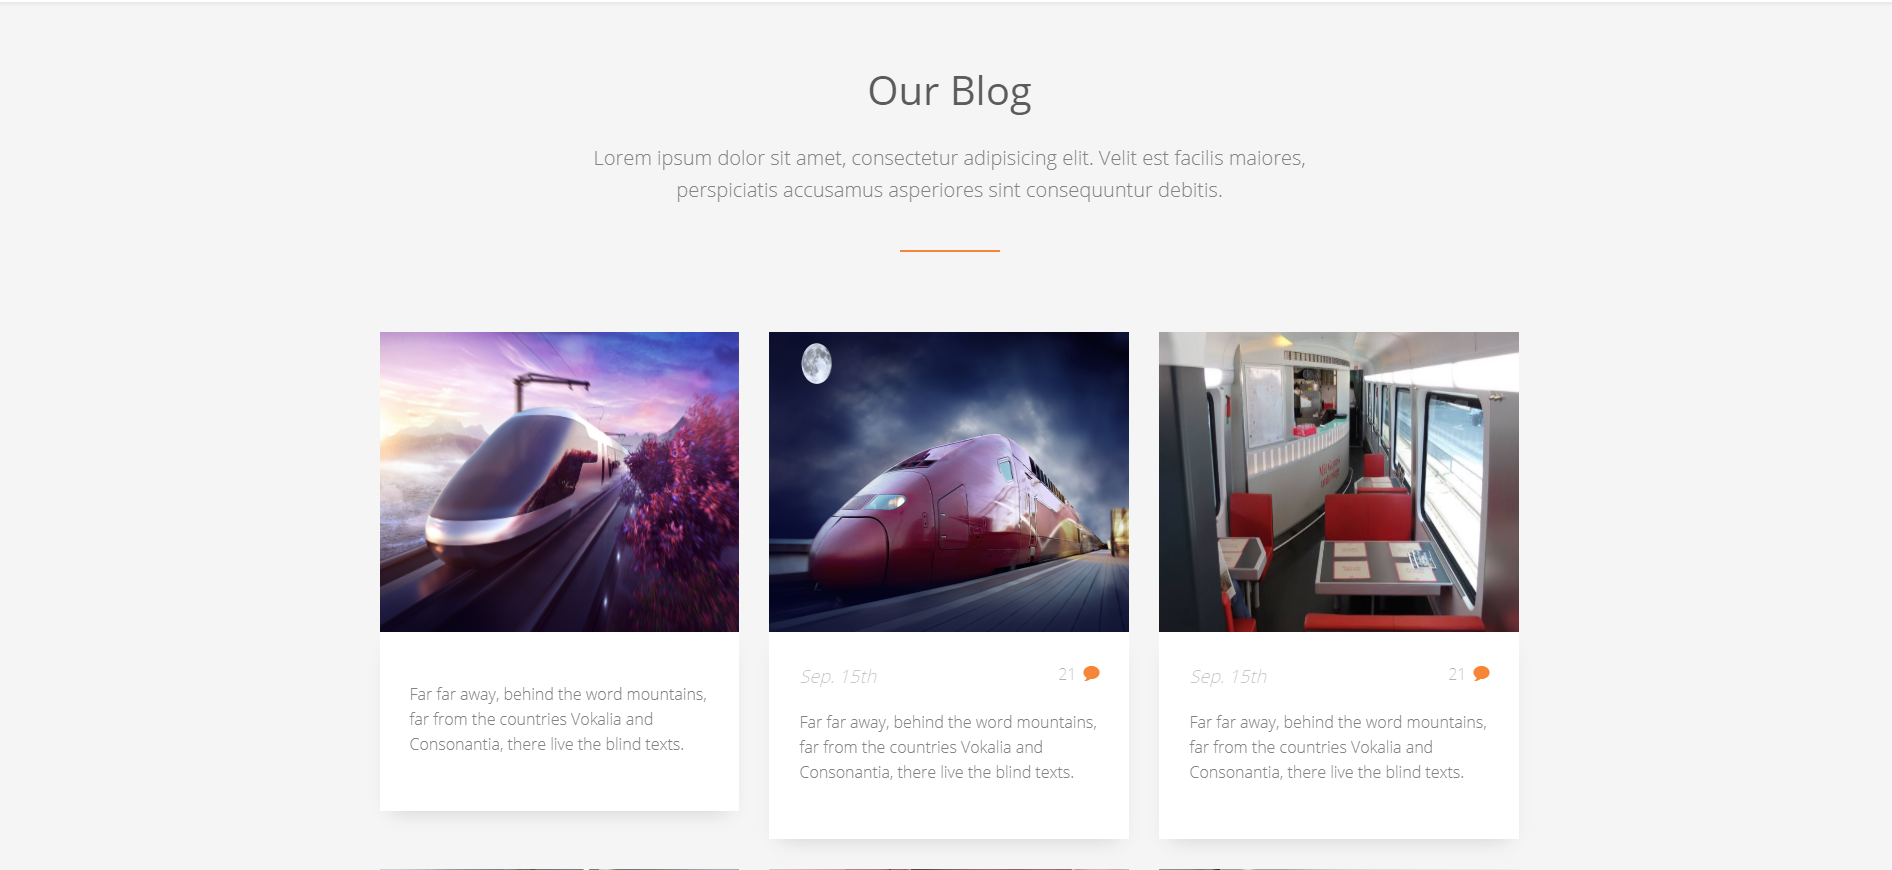 Our Blog
Lorem ipsum dolor sit amet, consectetur adipisicing elit. Velit est facilis maiores,
perspiciatis accusamus asperiores sint consequuntur debitis.
Far far away, behind the word mountains,
far from the countries Vokalia and
Consonantia, there live the blind texts.
Sep. 15th
21
Far far away, behind the word mountains,
far from the countries Vokalia and
Consonantia, there live the blind texts.
Sep. 15th
21
Far far away, behind the word mountains,
far from the countries Vokalia and
Consonantia, there live the blind texts.